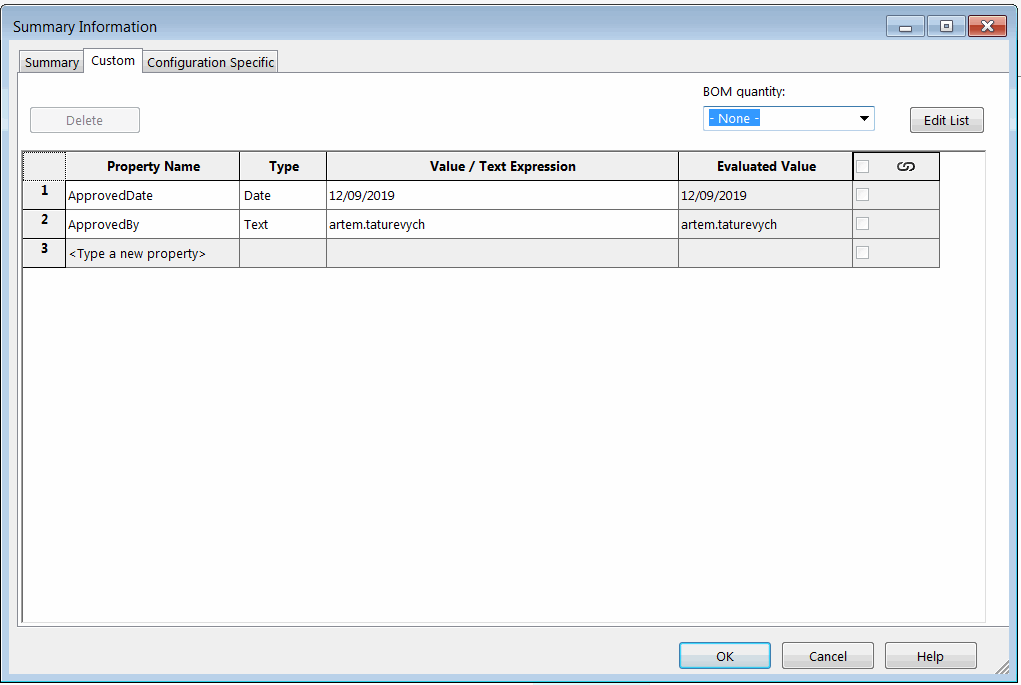 Summary Information
Summary Custom Configuration Specific
BOM quantity:
Delete - None - Edit List
Property Name Type Value / Text Expression Evaluated Value
1 ApprovedDate Date 12/09/2019 12/09/2019
2 ApprovedBy Text artem.taturevych artem.taturevych
3 <Type a new property>
OK Cancel Help